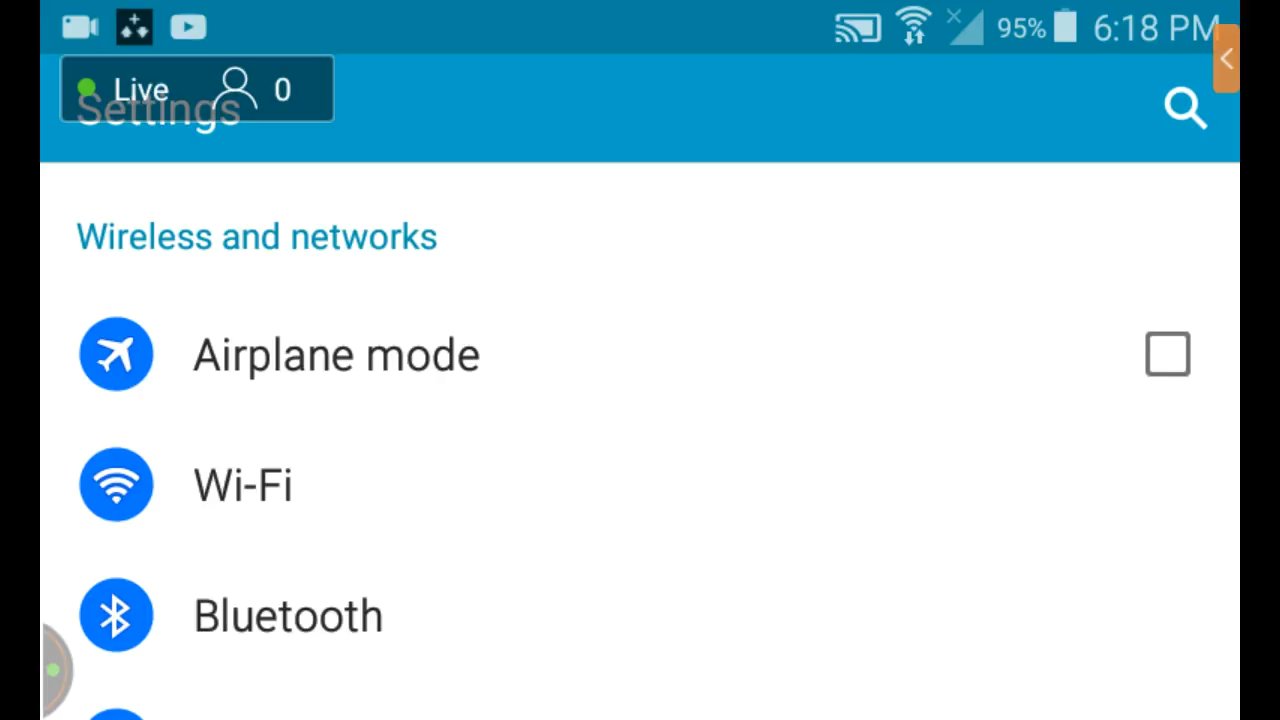 95% 6:18 PM
Live 0
Settings
Wireless and networks
Airplane mode
Wi-Fi
Bluetooth